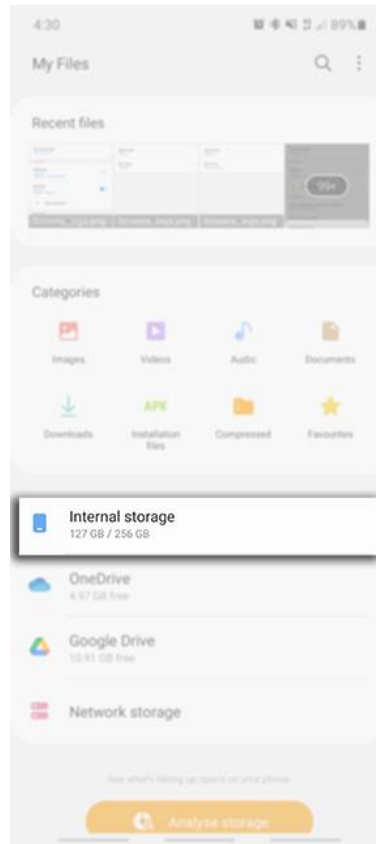 4:30
89%
My Files
Recent files
99+
Categories
Images
Videos
Audio
Documents
Downloads
APK
Installation
files
Compressed
Favourites
Internal storage
127 GB / 256 GB
OneDrive
4.97 GB free
Google Drive
10.91 GB free
Network storage
See what's taking up space on your phone.
Analyse storage